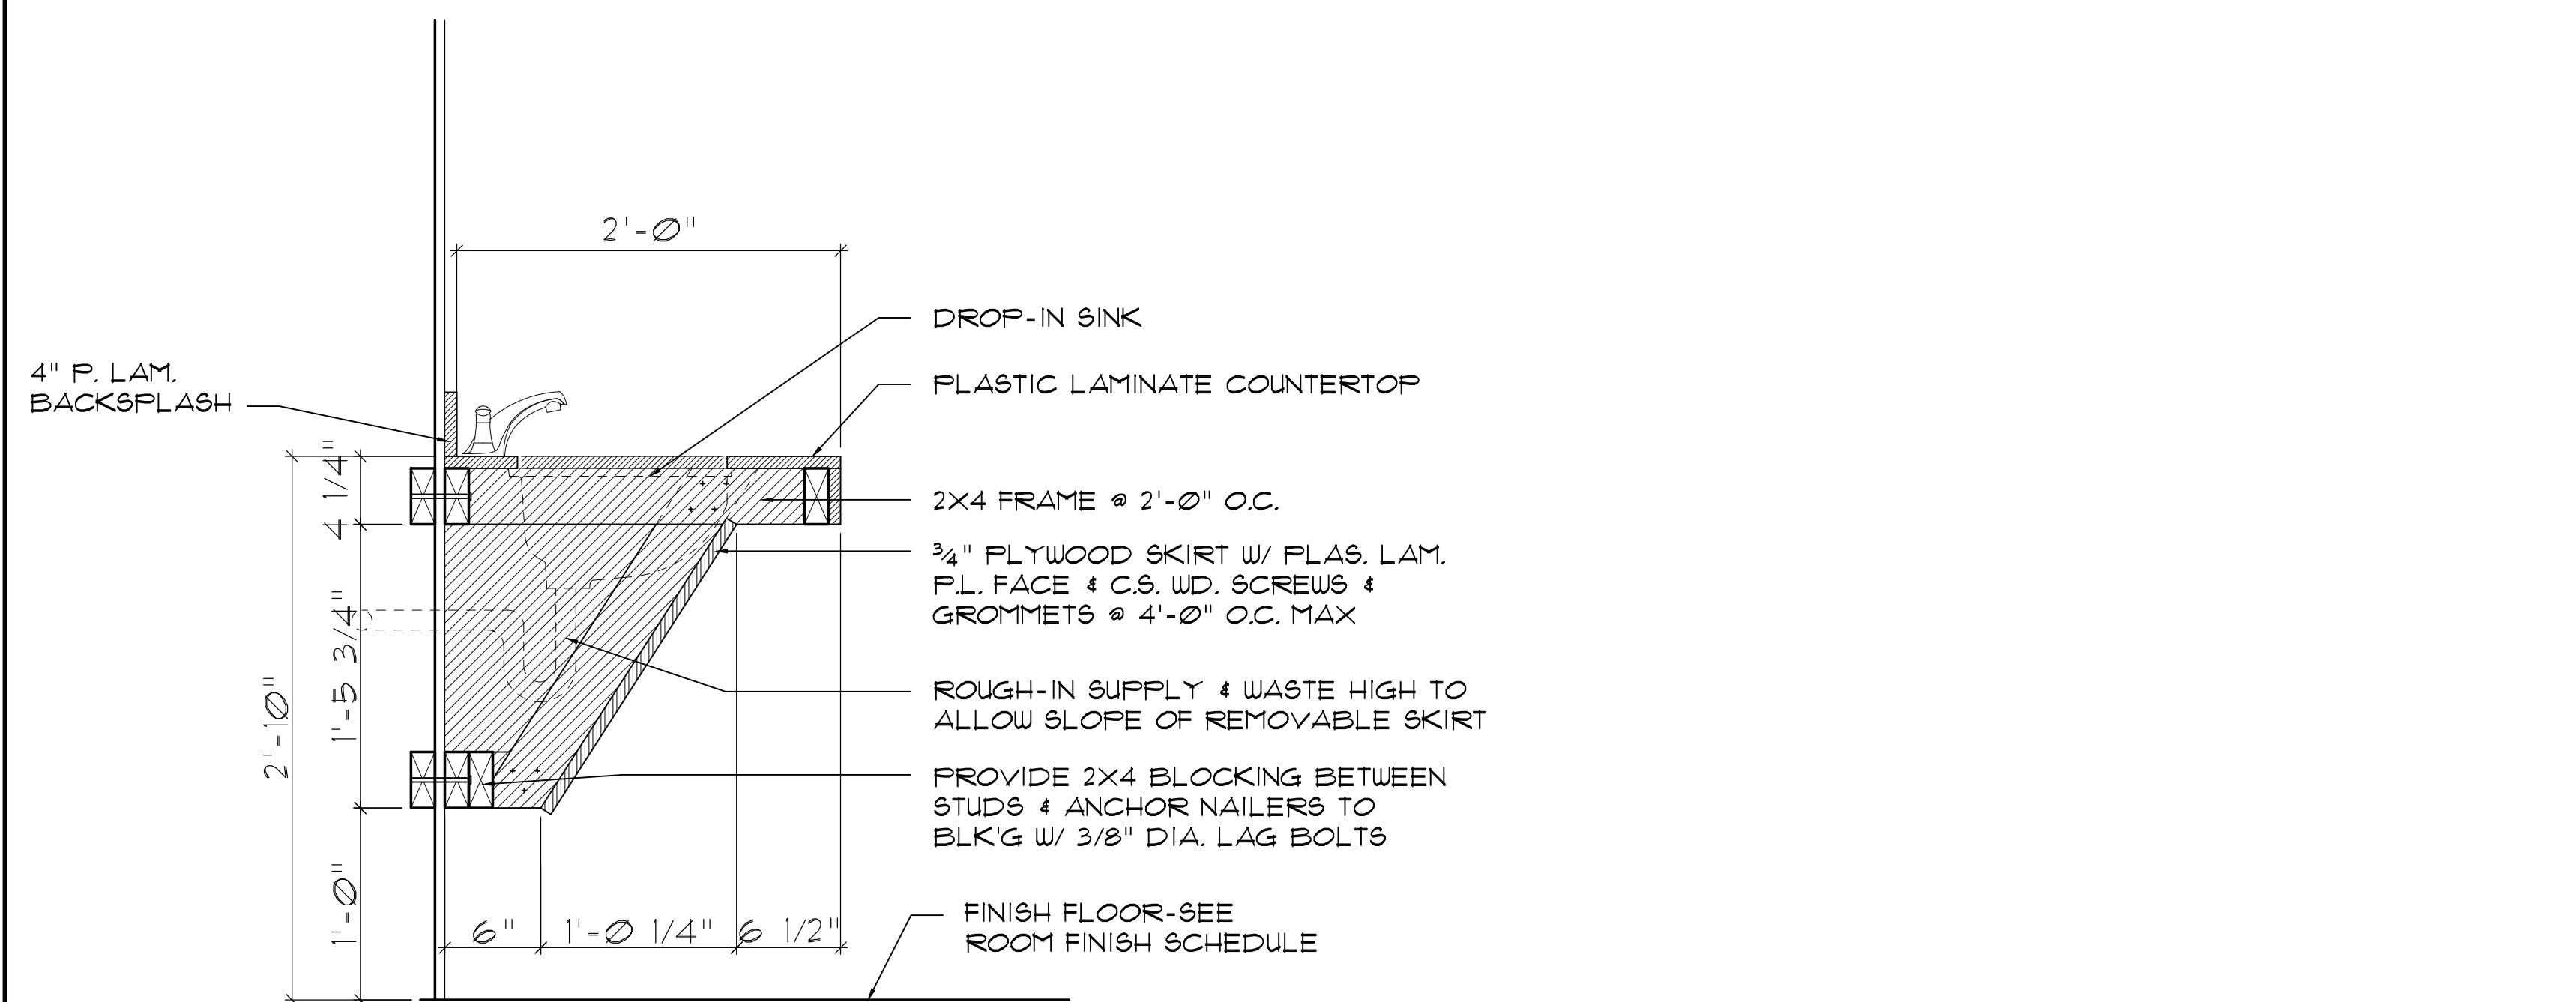 2'-0"
DROP-IN SINK
4" P. LAM.
BACKSPLASH
PLASTIC LAMINATE COUNTERTOP
4 1/4"
2X4 FRAME @ 2'-0" O.C.
3/4" PLYWOOD SKIRT W/ PLAS. LAM.
P.L. FACE & C.S. WD. SCREWS &
GROMMETS @ 4'-0" O.C. MAX
1'-5 3/4"
2'-10"
ROUGH-IN SUPPLY & WASTE HIGH TO
ALLOW SLOPE OF REMOVABLE SKIRT
PROVIDE 2X4 BLOCKING BETWEEN
STUDS & ANCHOR NAILERS TO
BLK'G W/ 3/8" DIA. LAG BOLTS
1'-0"
6"
1'-0 1/4"
6 1/2"
FINISH FLOOR-SEE
ROOM FINISH SCHEDULE